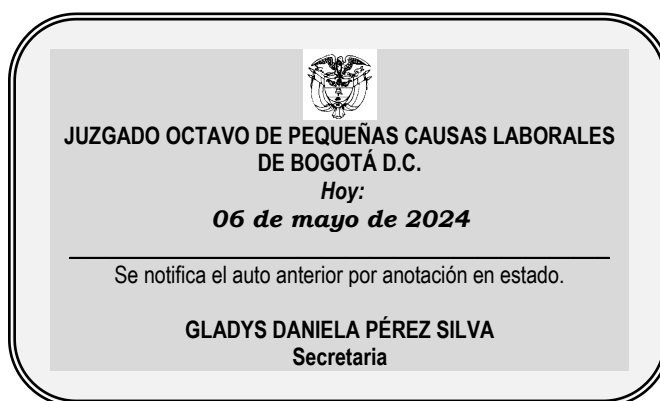 JUZGADO OCTAVO DE PEQUEÑAS CAUSAS LABORALES
DE BOGOTÁ D.C.
Hoy:
06 de mayo de 2024
Se notifica el auto anterior por anotación en estado.
GLADYS DANIELA PÉREZ SILVA
Secretaria